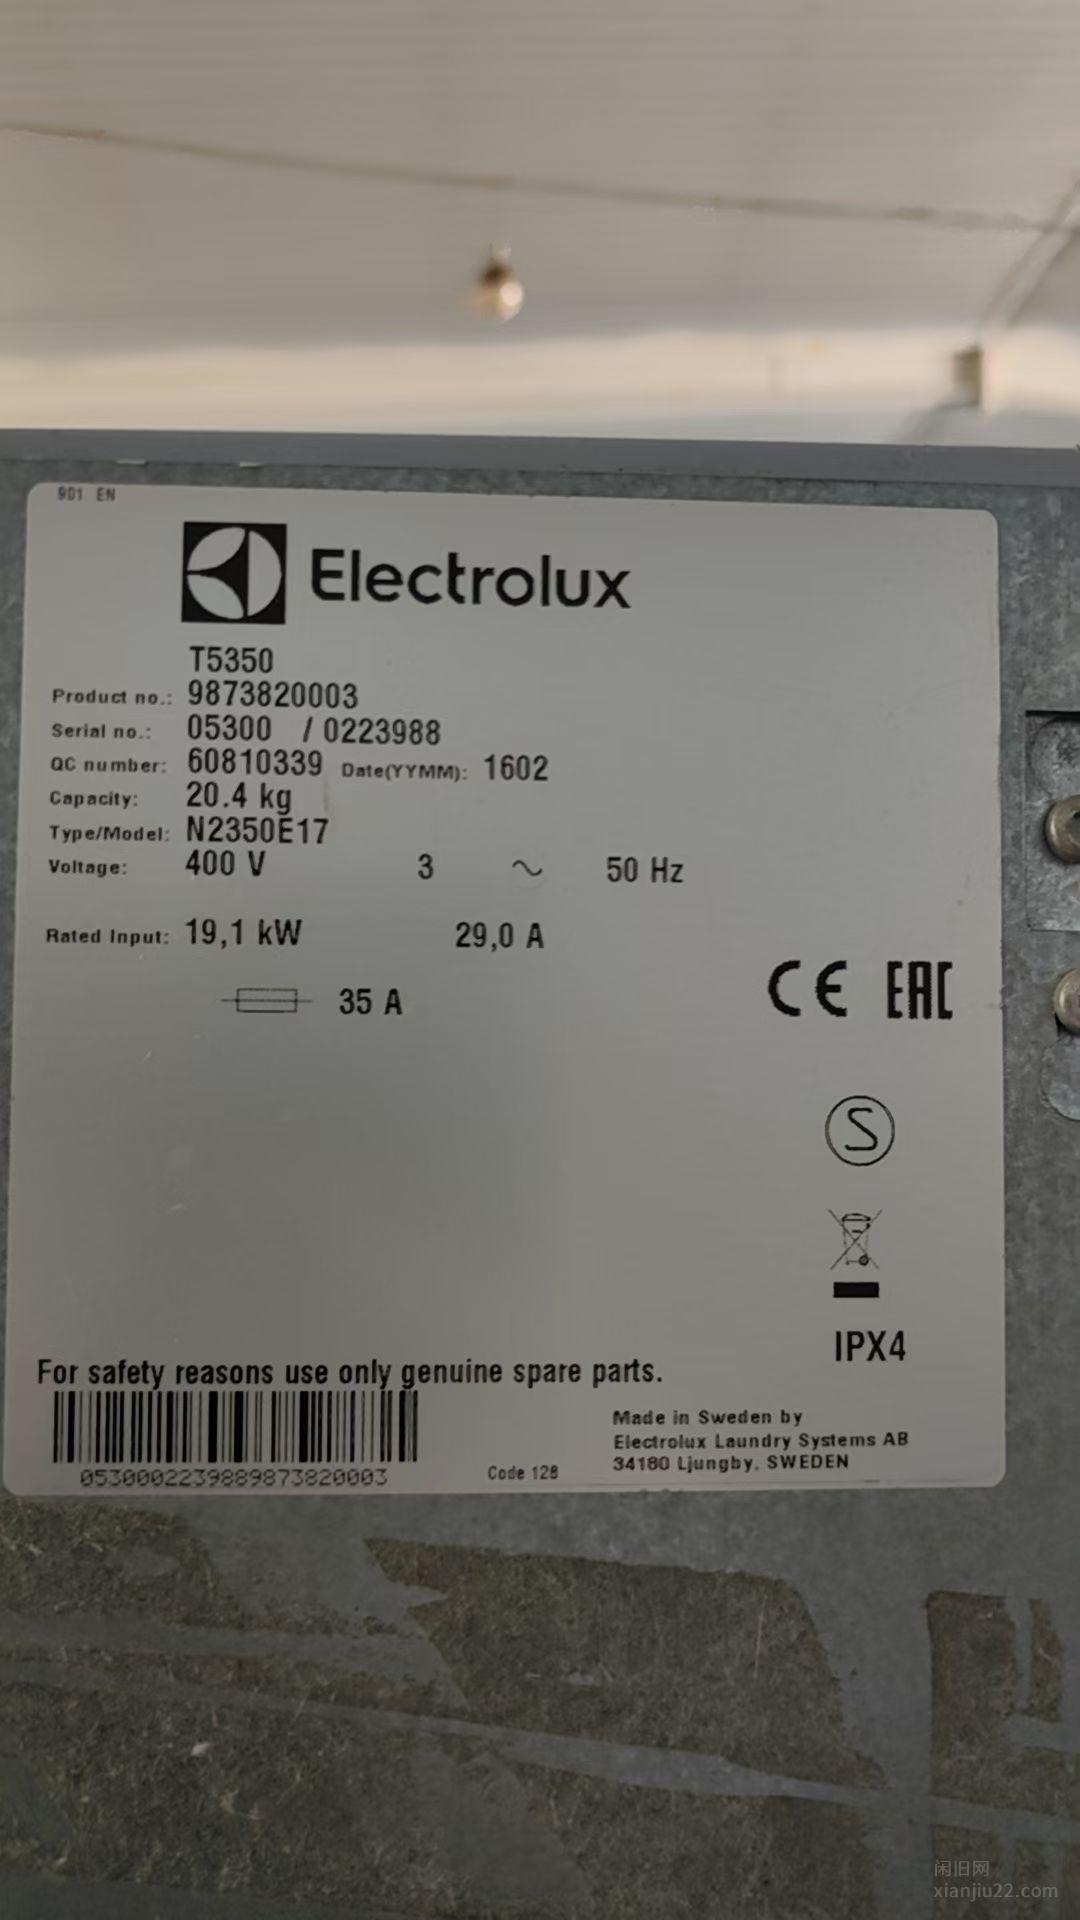 9D1 EN
Electrolux
T5350
Product no.: 9873820003
Serial no.: 05300 / 0223988
QC number: 60810339 Date(YYMM): 1602
Capacity: 20.4 kg
Type/Model: N2350E17
Voltage: 400 V 3 ~ 50 Hz
Rated Input: 19,1 kW 29,0 A
35 A
CE EAC
S
IPX4
For safety reasons use only genuine spare parts.
0530002239889873820003
Code 128
Made in Sweden by
Electrolux Laundry Systems AB
34180 Ljungby. SWEDEN
闲旧网
xianjiu22.com